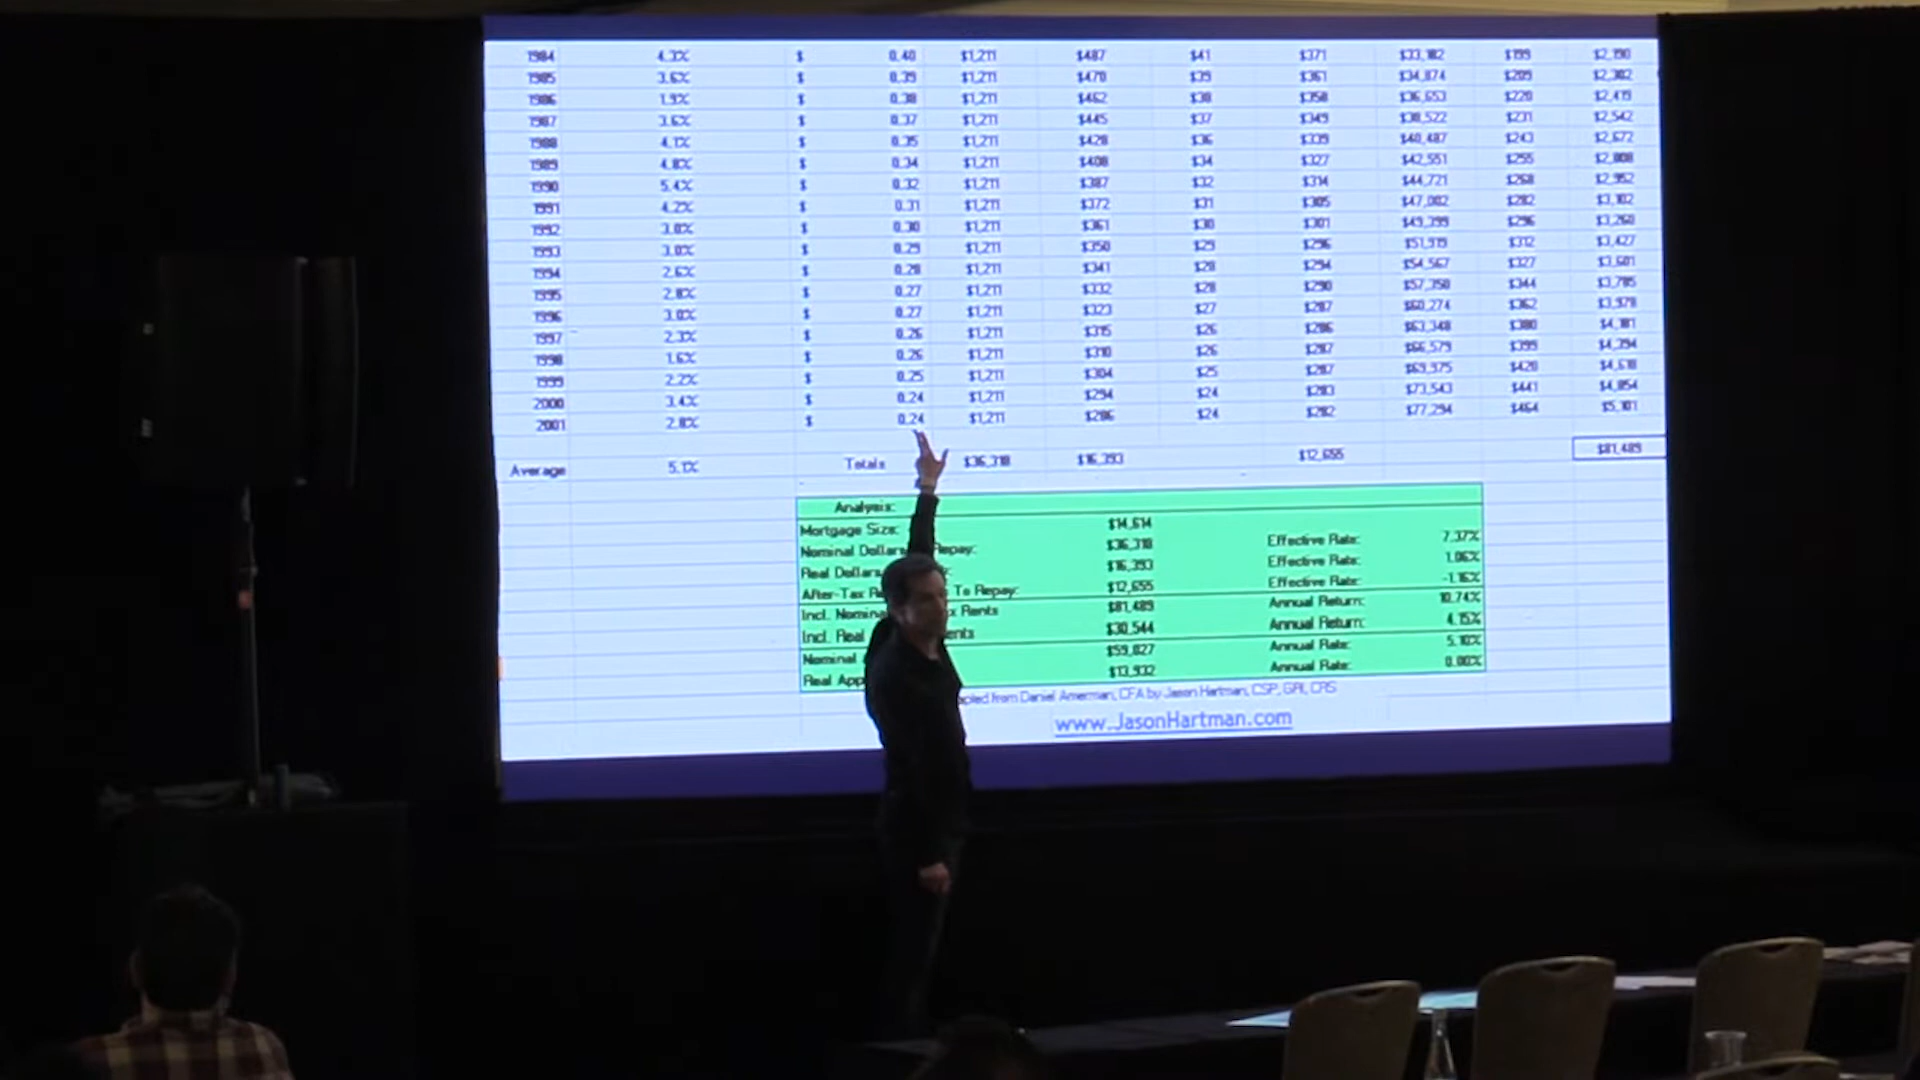 1984 4.3% $ 0.40 $1,211 $487 $41 $371 $33,182 $199 $2,190
1985 3.6% $ 0.39 $1,211 $470 $39 $361 $34,874 $209 $2,302
1986 1.9% $ 0.38 $1,211 $462 $38 $358 $36,653 $220 $2,419
1987 3.6% $ 0.37 $1,211 $445 $37 $349 $38,522 $231 $2,542
1988 4.1% $ 0.35 $1,211 $428 $36 $339 $40,487 $243 $2,672
1989 4.8% $ 0.34 $1,211 $408 $34 $327 $42,551 $255 $2,808
1990 5.4% $ 0.32 $1,211 $387 $32 $314 $44,721 $268 $2,952
1991 4.2% $ 0.31 $1,211 $372 $31 $305 $47,002 $282 $3,102
1992 3.0% $ 0.30 $1,211 $361 $30 $301 $49,399 $296 $3,260
1993 3.0% $ 0.29 $1,211 $350 $29 $296 $51,919 $312 $3,427
1994 2.6% $ 0.28 $1,211 $341 $28 $294 $54,567 $327 $3,601
1995 2.8% $ 0.27 $1,211 $332 $28 $290 $57,350 $344 $3,785
1996 3.0% $ 0.27 $1,211 $323 $27 $287 $60,274 $362 $3,978
1997 2.3% $ 0.26 $1,211 $315 $26 $286 $63,348 $380 $4,181
1998 1.6% $ 0.26 $1,211 $310 $26 $287 $66,579 $399 $4,394
1999 2.2% $ 0.25 $1,211 $304 $25 $287 $69,975 $420 $4,618
2000 3.4% $ 0.24 $1,211 $294 $24 $283 $73,543 $441 $4,854
2001 2.8% $ 0.24 $1,211 $286 $24 $282 $77,294 $464 $5,101
Average 5.1% Totals $36,318 $16,393 $12,655 $81,489
Analysis:
Mortgage Size: $14,614
Nominal Dollars Repay: $36,318 Effective Rate: 7.37%
Real Dollars $16,393 Effective Rate: 1.06%
After-Tax To Repay: $12,655 Effective Rate: -1.16%
Incl. Nominal Rents $81,489 Annual Return: 10.74%
Incl. Real $30,544 Annual Return: 4.15%
Nominal $59,027 Annual Rate: 5.10%
Real $13,932 Annual Rate: 0.00%
from Daniel Amerman, CFA by Jason Hartman, CSP, GRI, CRS
www.JasonHartman.com